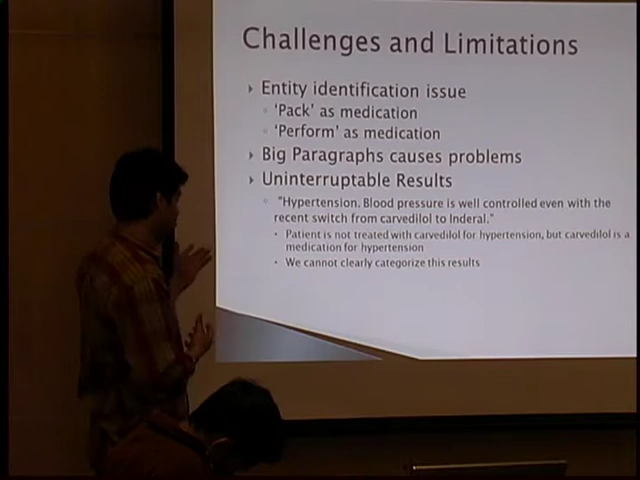 Challenges and Limitations
Entity identification issue
'Pack' as medication
'Perform' as medication
Big Paragraphs causes problems
Uninterruptable Results
"Hypertension. Blood pressure is well controlled even with the
recent switch from carvedilol to Inderal."
Patient is not treated with carvedilol for hypertension, but carvedilol is a
medication for hypertension
We cannot clearly categorize this results